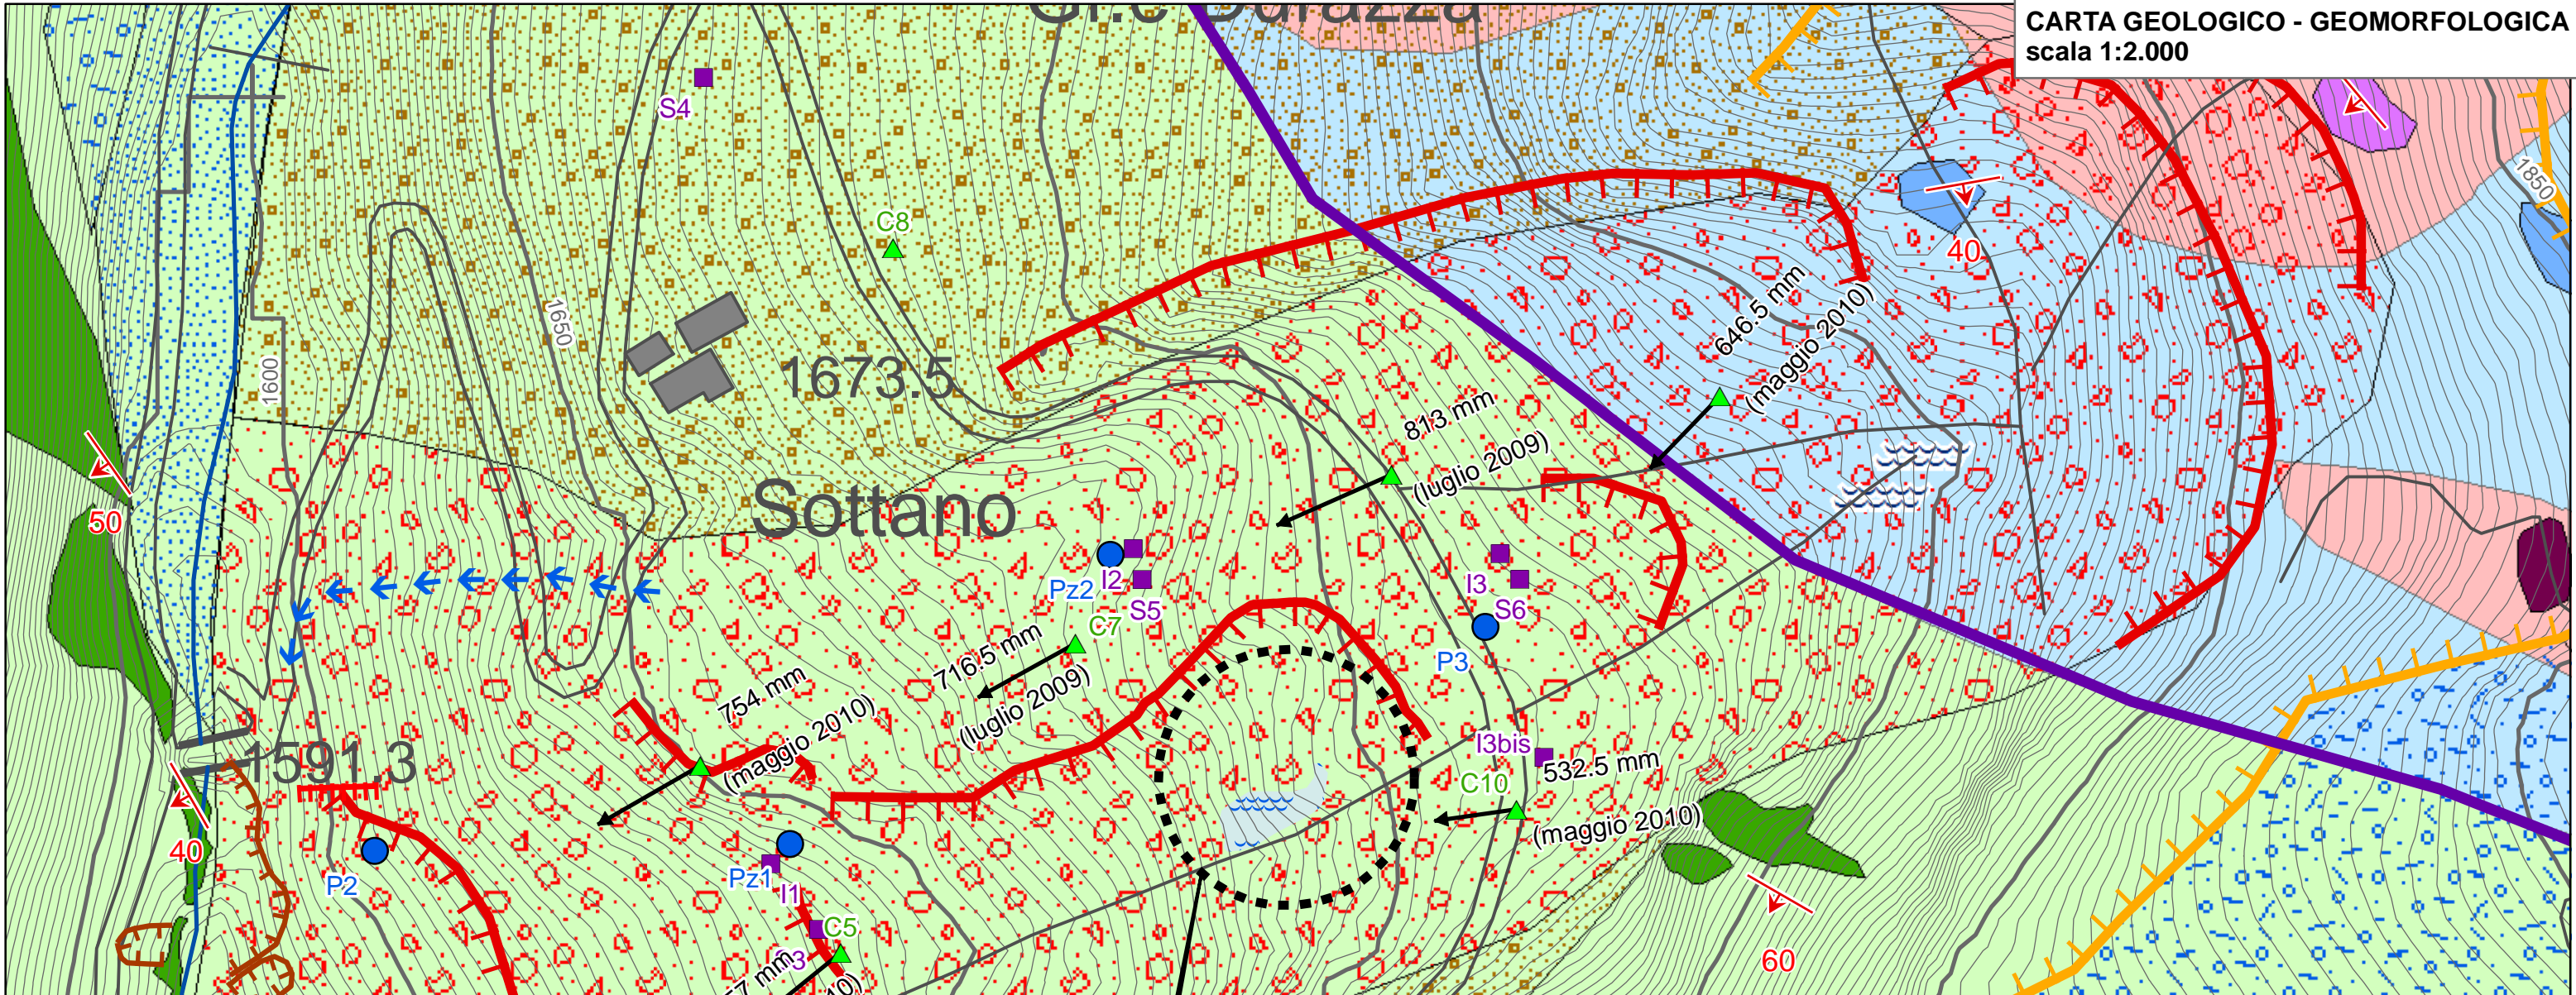 Gr.e Durazza
CARTA GEOLOGICO - GEOMORFOLOGICA
scala 1:2.000
S4
1850
C8
40
646.5 mm
(maggio 2010)
1650
1600
1673.5
813 mm
(luglio 2009)
Sottano
50
Pz2
I2
S5
I3
S6
C7
P3
716.5 mm
(luglio 2009)
754 mm
(maggio 2010)
1591.3
I3bis
532.5 mm
C10
(maggio 2010)
40
P2
Pz1
I1
C5
60